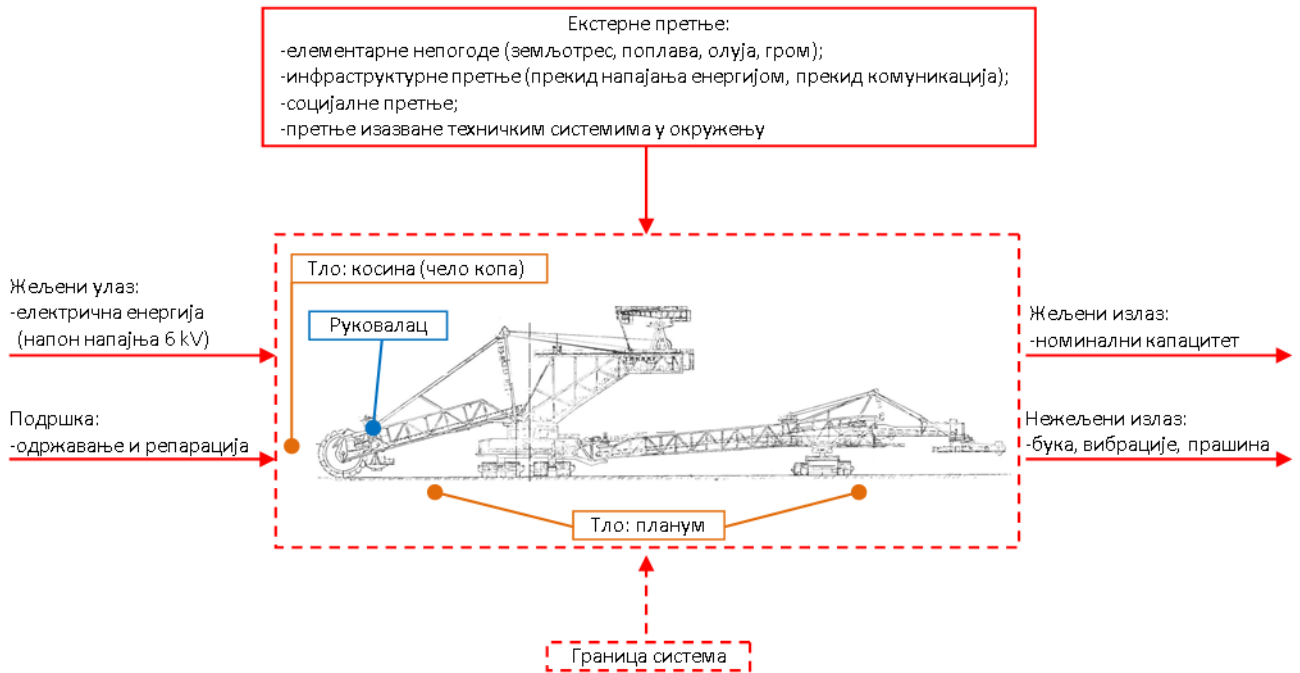 Екстерне претње:
-елементарне непогоде (земљотрес, поплава, олуја, гром);
-инфраструктурне претње (прекид напајања енергијом, прекид комуникација);
-социјалне претње;
-претње изазване техничким системима у окружењу
Тло: косина (чело копа)
Жељени улаз:
-електрична енергија
(напон напајња 6 kV)
Руковалац
Жељени излаз:
-номинални капацитет
Подршка:
-одржавање и репарација
Нежељени излаз:
-бука, вибрације, прашина
Тло: планум
Граница система